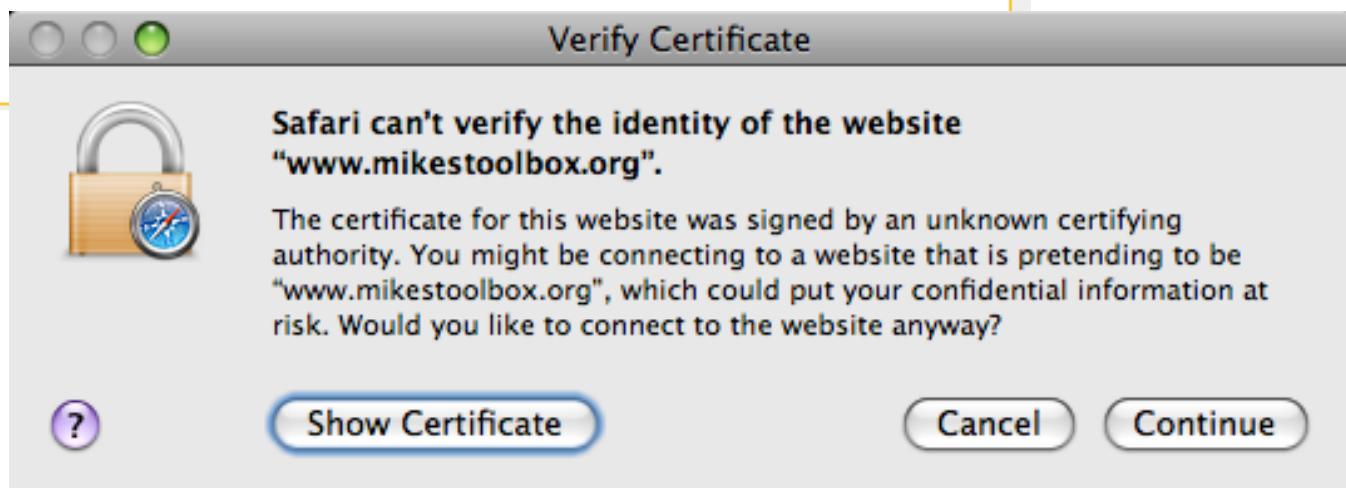 Verify Certificate
Safari can't verify the identity of the website
“www.mikestoolbox.org”.
The certificate for this website was signed by an unknown certifying
authority. You might be connecting to a website that is pretending to be
“www.mikestoolbox.org”, which could put your confidential information at
risk. Would you like to connect to the website anyway?
? Show Certificate Cancel Continue